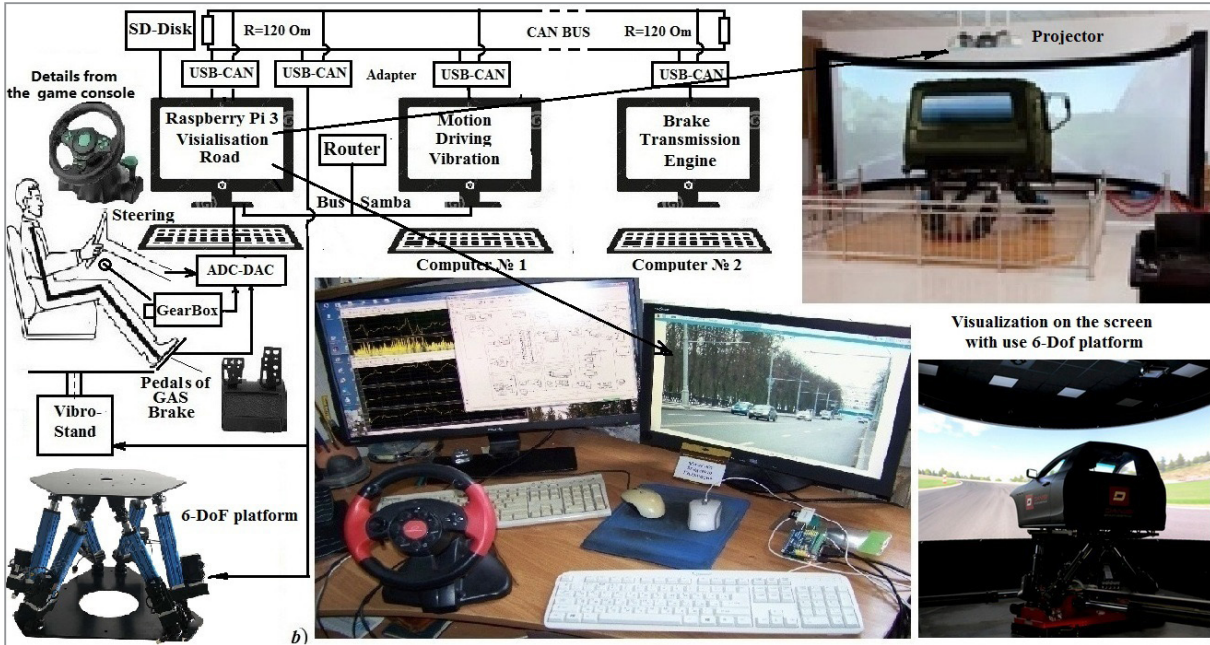 SD-Disk
R=120 Om
CAN BUS
R=120 Om
USB-CAN
USB-CAN
Adapter
USB-CAN
USB-CAN
Projector
Details from
the game console
Raspberry Pi 3
Visialisation
Road
Router
Motion
Driving
Vibration
Brake
Transmission
Engine
Bus Samba
Steering
ADC-DAC
GearBox
Computer № 1
Computer № 2
Pedals of
GAS
Brake
Vibro-
Stand
6-DoF platform
b)
Visualization on the screen
with use 6-Dof platform